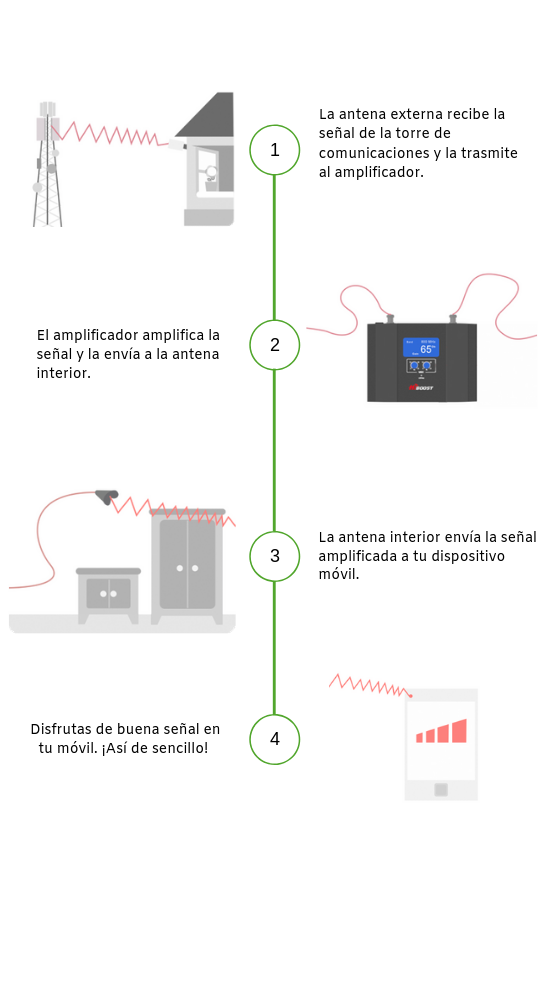 1
La antena externa recibe la
señal de la torre de
comunicaciones y la trasmite
al amplificador.
2
El amplificador amplifica la
señal y la envía a la antena
interior.
65
BOOST
3
La antena interior envía la señal
amplificada a tu dispositivo
móvil.
4
Disfrutas de buena señal en
tu móvil. ¡Así de sencillo!